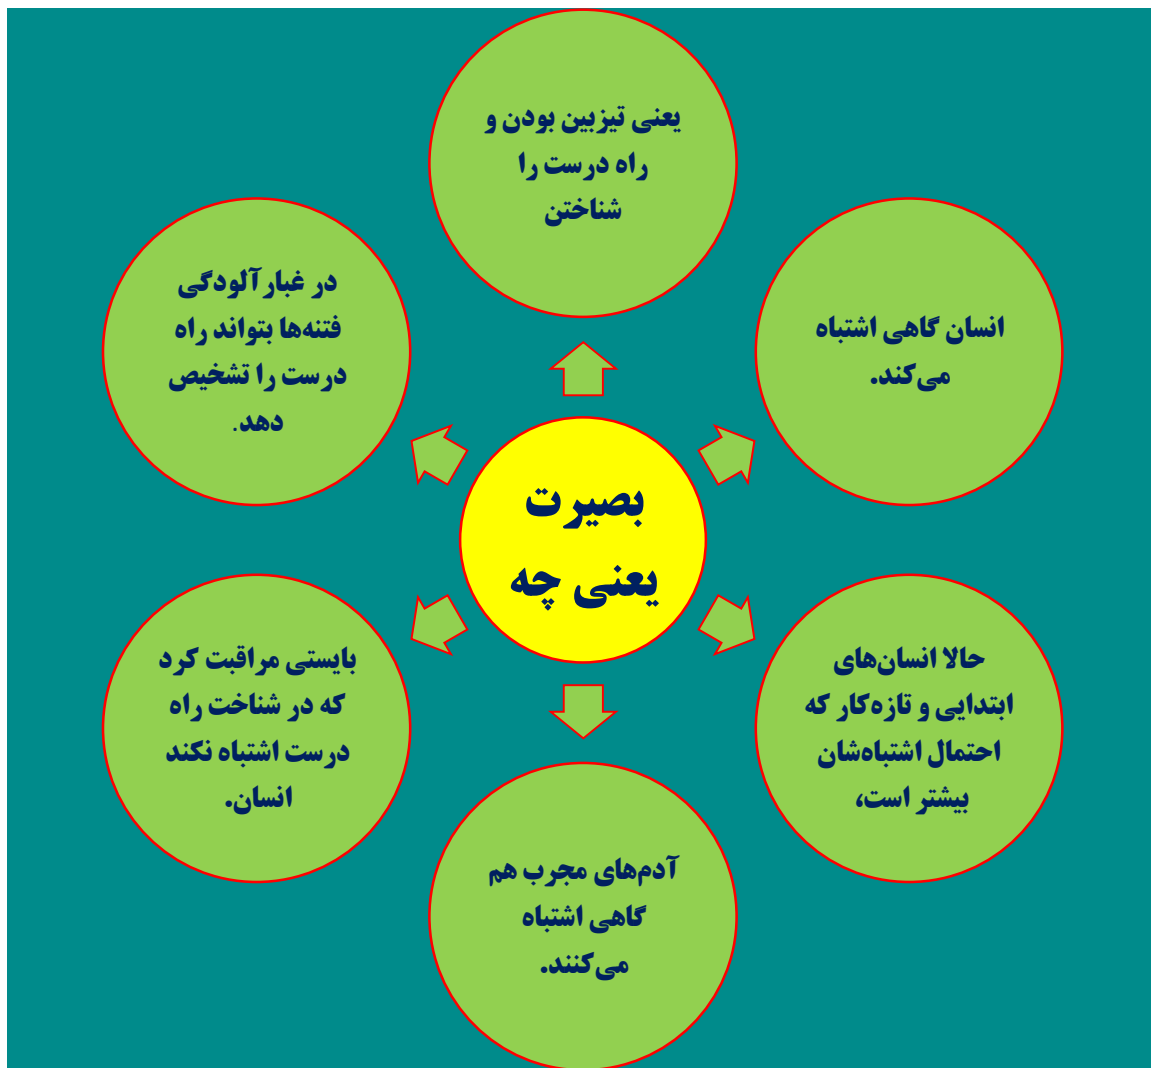 بصیرت
یعنی چه
یعنی تیزبین بودن و
راه درست را
شناختن
انسان گاهی اشتباه
می‌کند.
حالا انسان‌های
ابتدایی و تازه‌کار که
احتمال اشتباه‌شان
بیشتر است،
آدم‌های مجرب هم
گاهی اشتباه
می‌کنند.
بایستی مراقبت کرد
که در شناخت راه
درست اشتباه نکند
انسان.
در غبارآلودگی
فتنه‌ها بتواند راه
درست را تشخیص
دهد.